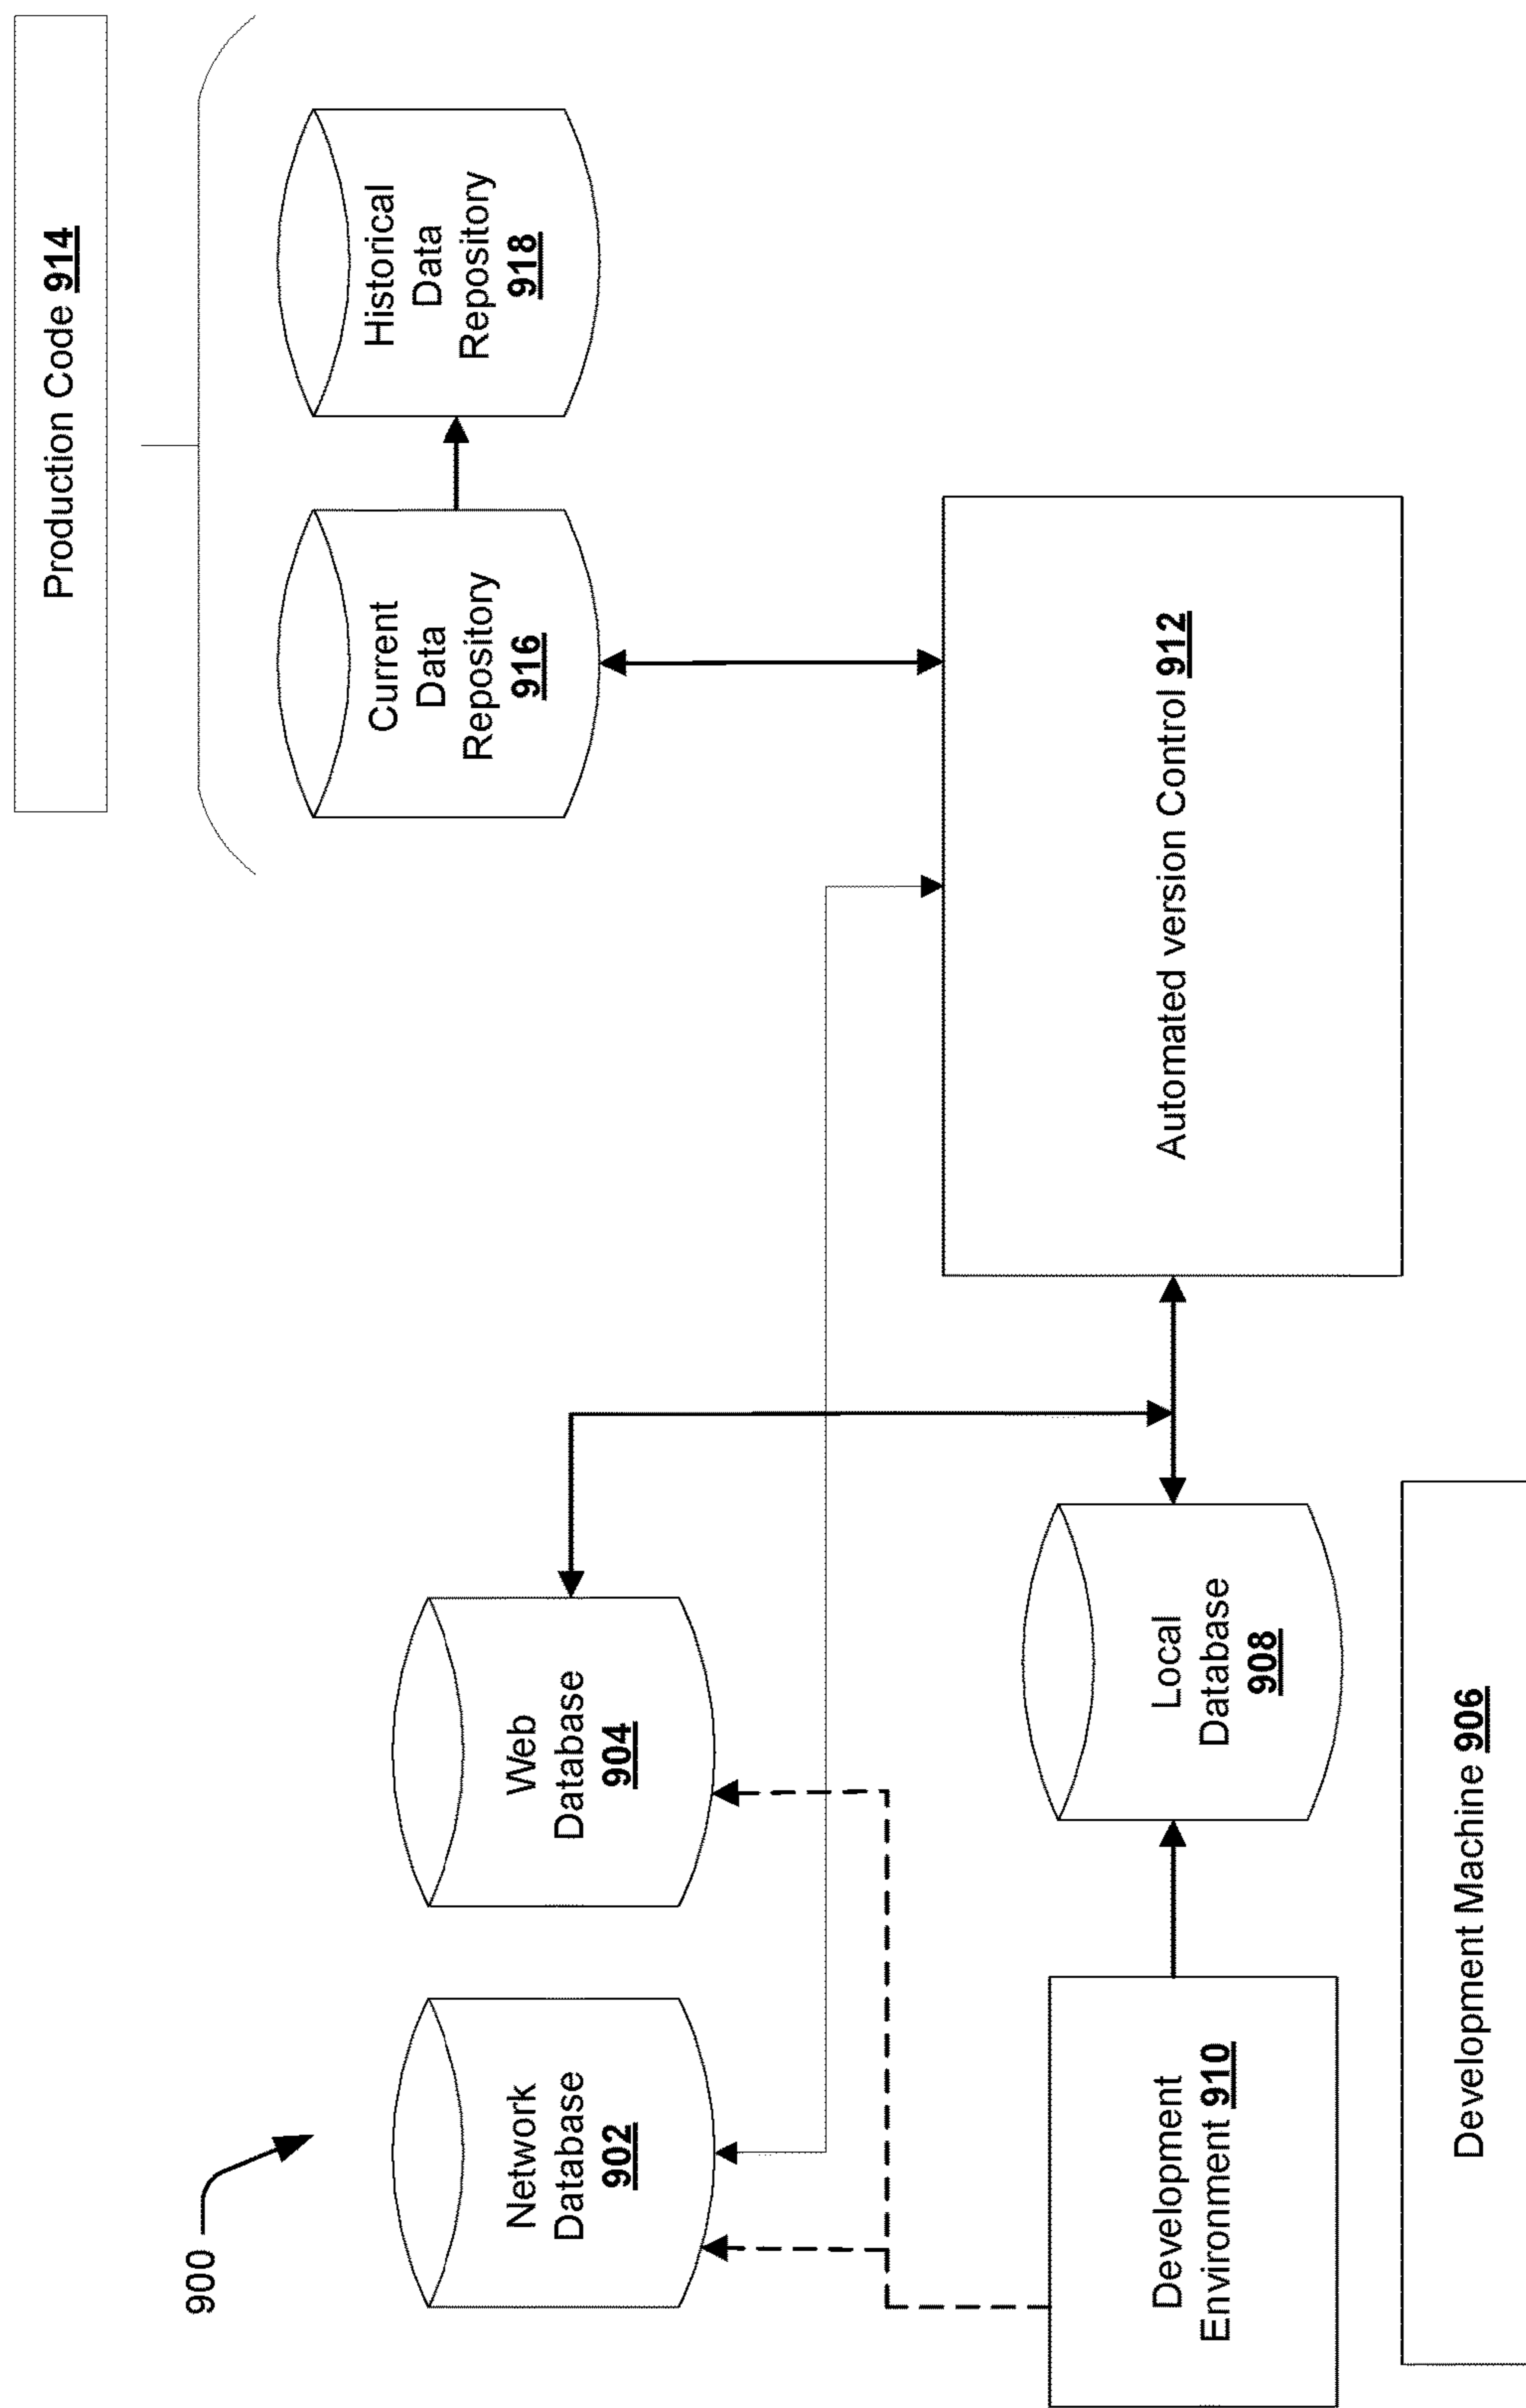 900
Network
Database
902
Web
Database
904
Production Code 914
Current
Data
Repository
916
Historical
Data
Repository
918
Development
Environment 910
Local
Database
908
Automated version Control 912
Development Machine 906